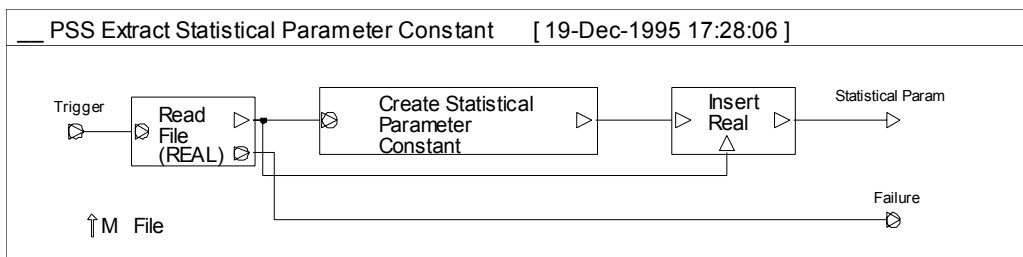 __ PSS Extract Statistical Parameter Constant [ 19-Dec-1995 17:28:06 ]
Trigger
Read
File
(REAL)
Create Statistical
Parameter
Constant
Insert
Real
Statistical Param
Failure
⇑M File